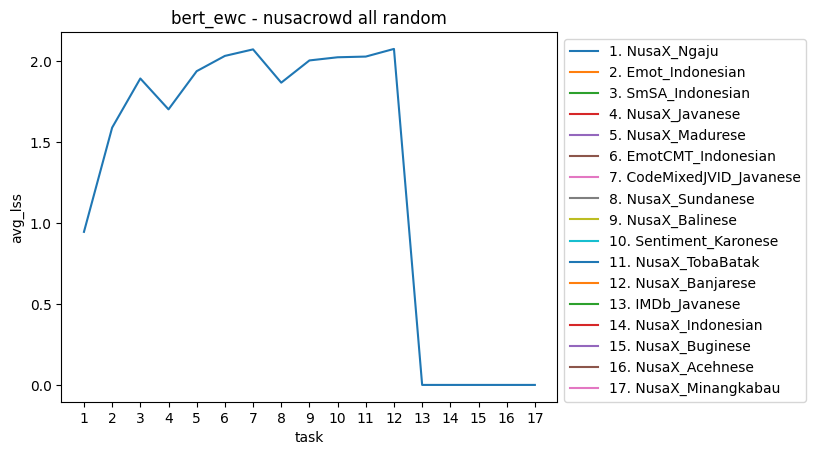 bert_ewc - nusacrowd all random
2.0
1.5
1.0
0.5
0.0
avg_lss
1 2 3 4 5 6 7 8 9 10 11 12 13 14 15 16 17
task
1. NusaX_Ngaju
2. Emot_Indonesian
3. SmSA_Indonesian
4. NusaX_Javanese
5. NusaX_Madurese
6. EmotCMT_Indonesian
7. CodeMixedJVID_Javanese
8. NusaX_Sundanese
9. NusaX_Balinese
10. Sentiment_Karonese
11. NusaX_TobaBatak
12. NusaX_Banjarese
13. IMDb_Javanese
14. NusaX_Indonesian
15. NusaX_Buginese
16. NusaX_Acehnese
17. NusaX_Minangkabau